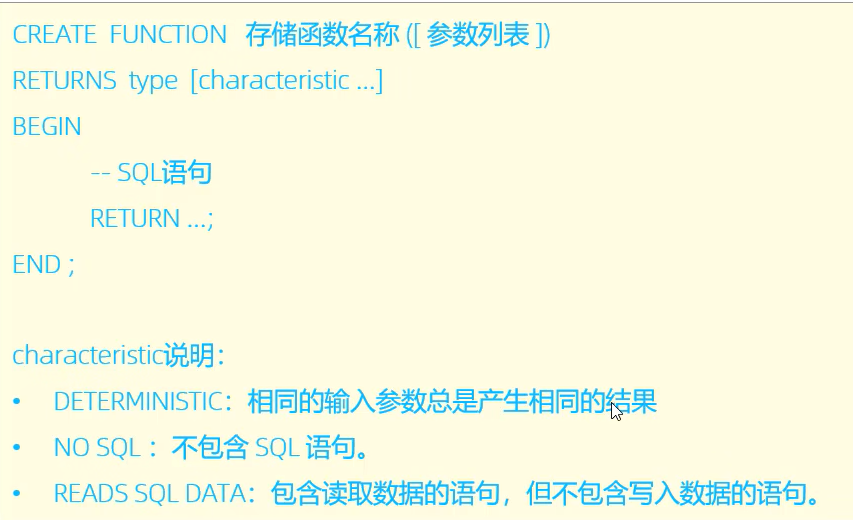 CREATE FUNCTION 存储函数名称 ([ 参数列表 ])
RETURNS type [characteristic ...]
BEGIN
-- SQL语句
RETURN ...;
END ;
characteristic说明：
• DETERMINISTIC：相同的输入参数总是产生相同的结果
• NO SQL ：不包含 SQL 语句。
• READS SQL DATA：包含读取数据的语句，但不包含写入数据的语句。